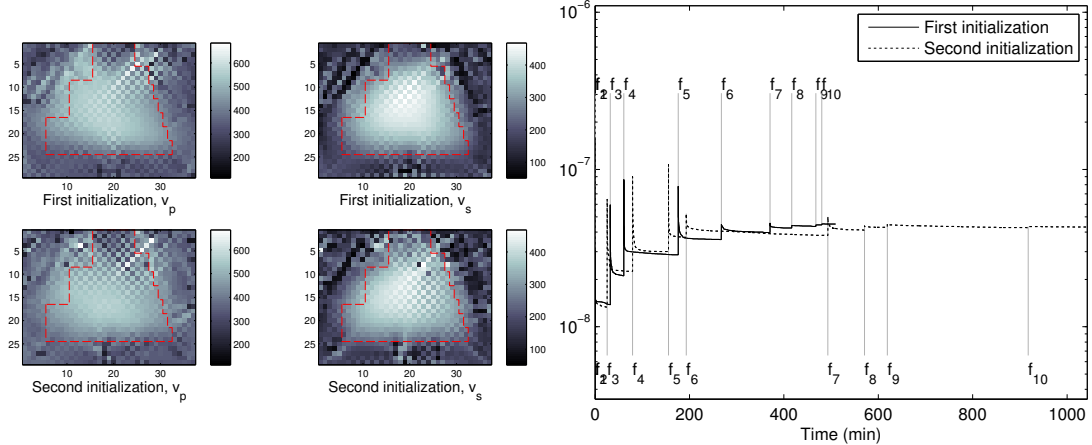 5
10
15
20
25
10 20 30
600
500
400
300
200
First initialization, v_p
5
10
15
20
25
10 20 30
400
300
200
100
First initialization, v_s
5
10
15
20
25
10 20 30
600
500
400
300
200
Second initialization, v_p
5
10
15
20
25
10 20 30
400
300
200
100
Second initialization, v_s
10^-6
10^-7
10^-8
First initialization
Second initialization
f_2 f_3 f_4 f_5 f_6 f_7 f_8 f_9 f_10
f_2 f_3 f_4 f_5 f_6 f_7 f_8 f_9 f_10
0 200 400 600 800 1000
Time (min)